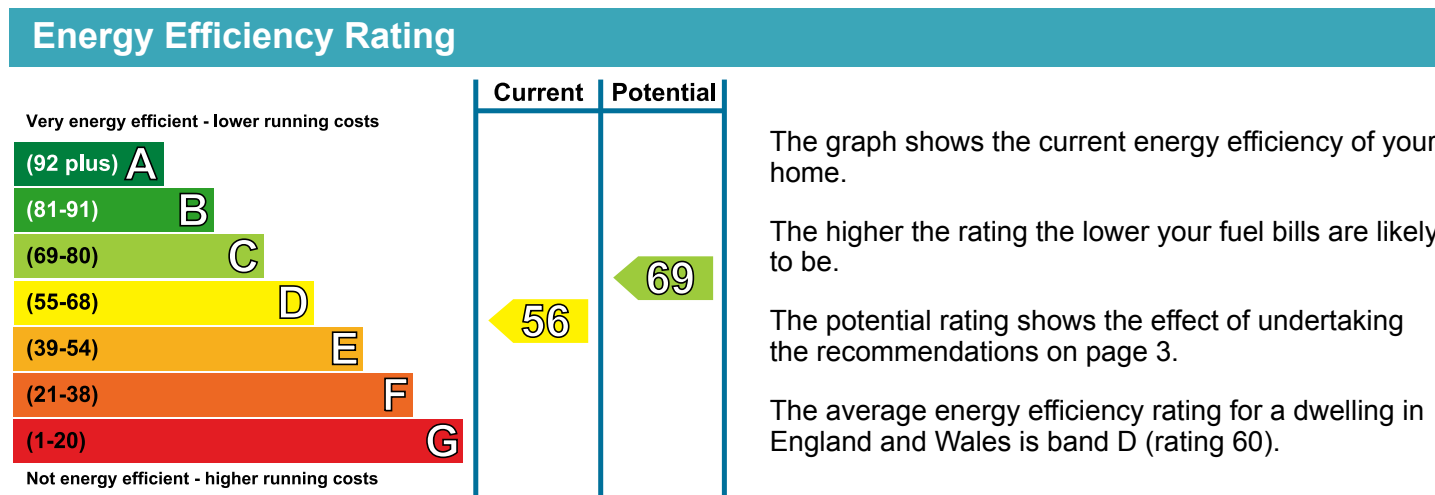 Energy Efficiency Rating
Current Potential
Very energy efficient - lower running costs
(92 plus) A
(81-91) B
(69-80) C
(55-68) D
(39-54) E
(21-38) F
(1-20) G
Not energy efficient - higher running costs
56
69
The graph shows the current energy efficiency of your
home.
The higher the rating the lower your fuel bills are likely
to be.
The potential rating shows the effect of undertaking
the recommendations on page 3.
The average energy efficiency rating for a dwelling in
England and Wales is band D (rating 60).